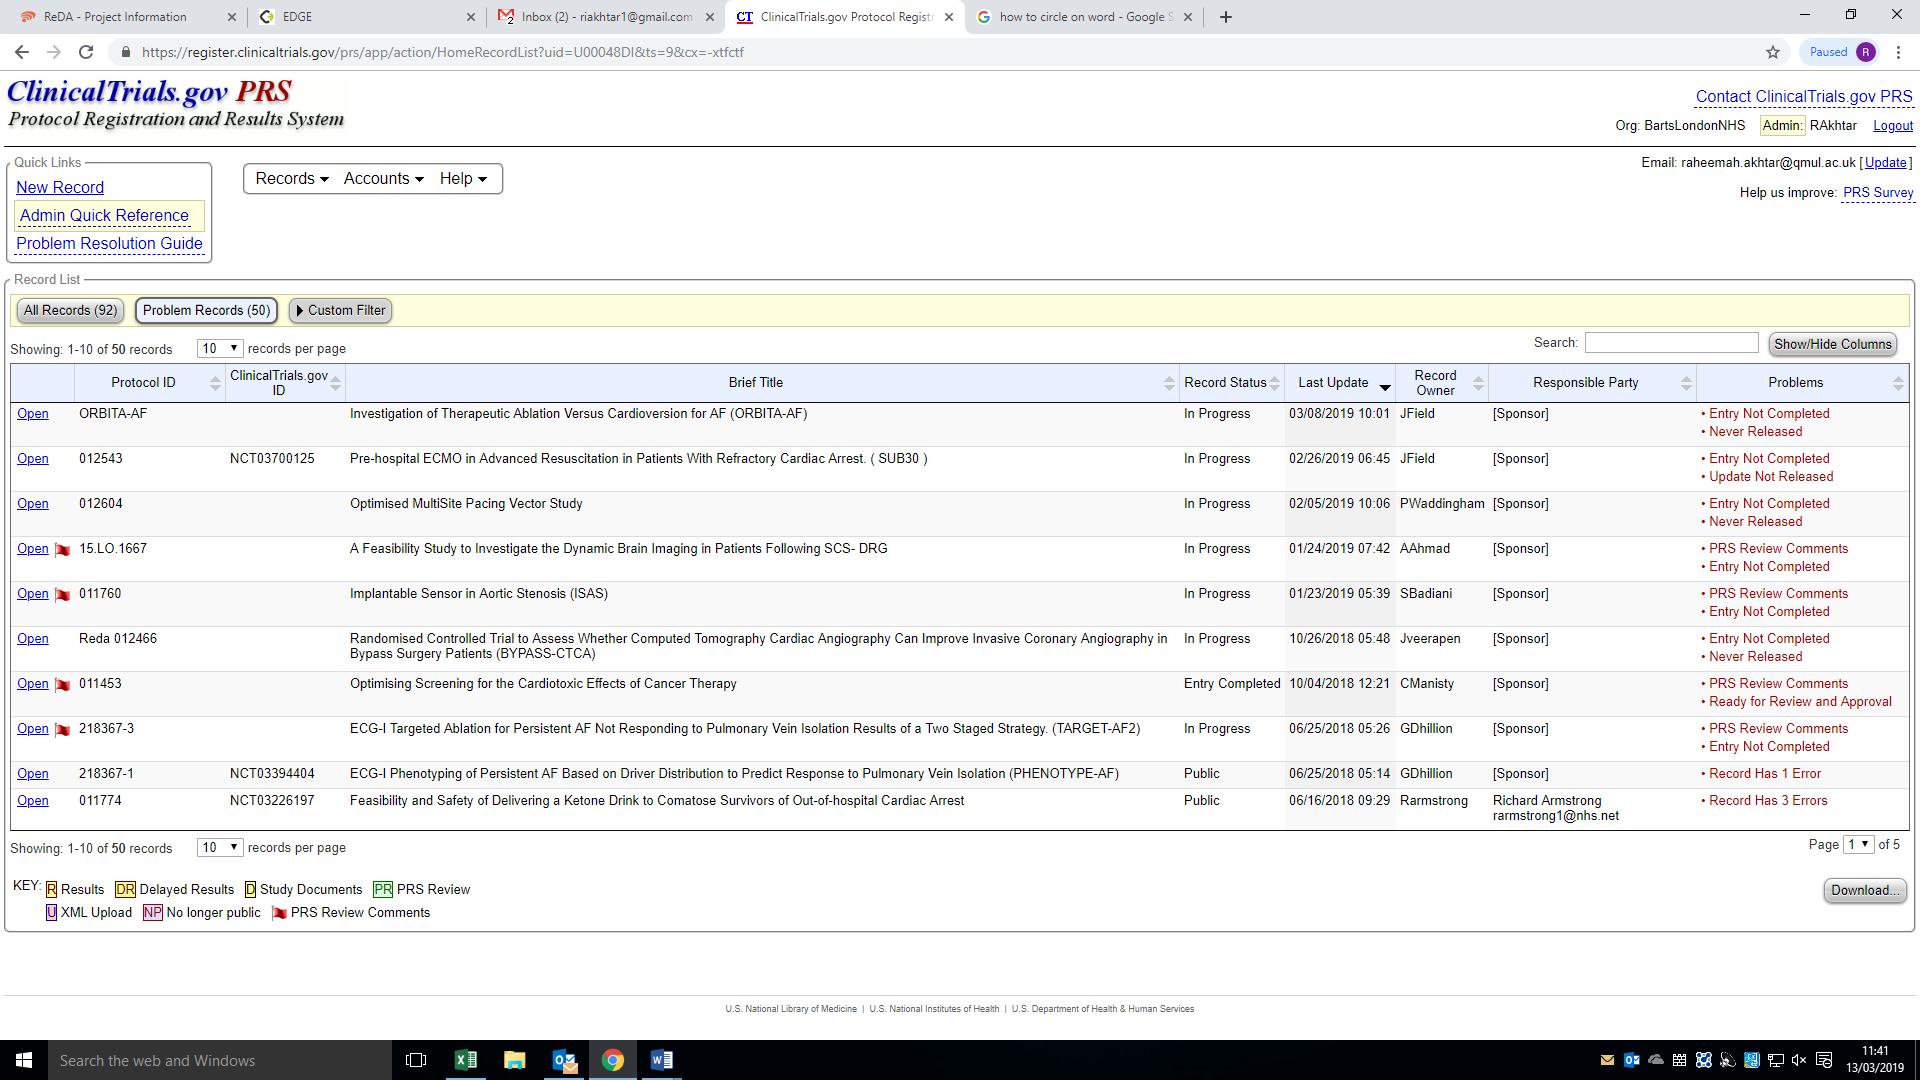 ReDA - Project Information
EDGE
Inbox (2) - riakhtar1@gmail.com
CT ClinicalTrials.gov Protocol Registr
how to circle on word - Google S
https://register.clinicaltrials.gov/prs/app/action/HomeRecordList?uid=U00048DI&ts=9&cx=-xtfctf
Paused R
ClinicalTrials.gov PRS
Protocol Registration and Results System
Contact ClinicalTrials.gov PRS
Org: BartsLondonNHS Admin: RAkhtar Logout
Quick Links
New Record
Admin Quick Reference
Problem Resolution Guide
Records Accounts Help
Email: raheemah.akhtar@qmul.ac.uk [Update]
Help us improve: PRS Survey
Record List
All Records (92) Problem Records (50) Custom Filter
Showing: 1-10 of 50 records 10 records per page
Search: Show/Hide Columns
Protocol ID ClinicalTrials.gov ID Brief Title Record Status Last Update Record Owner Responsible Party Problems
Open ORBITA-AF Investigation of Therapeutic Ablation Versus Cardioversion for AF (ORBITA-AF) In Progress 03/08/2019 10:01 JField [Sponsor] • Entry Not Completed
• Never Released
Open 012543 NCT03700125 Pre-hospital ECMO in Advanced Resuscitation in Patients With Refractory Cardiac Arrest. ( SUB30 ) In Progress 02/26/2019 06:45 JField [Sponsor] • Entry Not Completed
• Update Not Released
Open 012604 Optimised MultiSite Pacing Vector Study In Progress 02/05/2019 10:06 PWaddingham [Sponsor] • Entry Not Completed
• Never Released
Open 15.LO.1667 A Feasibility Study to Investigate the Dynamic Brain Imaging in Patients Following SCS- DRG In Progress 01/24/2019 07:42 AAhmad [Sponsor] • PRS Review Comments
• Entry Not Completed
Open 011760 Implantable Sensor in Aortic Stenosis (ISAS) In Progress 01/23/2019 05:39 SBadiani [Sponsor] • PRS Review Comments
• Entry Not Completed
Open Reda 012466 Randomised Controlled Trial to Assess Whether Computed Tomography Cardiac Angiography Can Improve Invasive Coronary Angiography in In Progress 10/26/2018 05:48 Jveerapen [Sponsor] • Entry Not Completed
Bypass Surgery Patients (BYPASS-CTCA) • Never Released
Open 011453 Optimising Screening for the Cardiotoxic Effects of Cancer Therapy Entry Completed 10/04/2018 12:21 CManisty [Sponsor] • PRS Review Comments
• Ready for Review and Approval
Open 218367-3 ECG-I Targeted Ablation for Persistent AF Not Responding to Pulmonary Vein Isolation Results of a Two Staged Strategy. (TARGET-AF2) In Progress 06/25/2018 05:26 GDhillion [Sponsor] • PRS Review Comments
• Entry Not Completed
Open 218367-1 NCT03394404 ECG-I Phenotyping of Persistent AF Based on Driver Distribution to Predict Response to Pulmonary Vein Isolation (PHENOTYPE-AF) Public 06/25/2018 05:14 GDhillion [Sponsor] • Record Has 1 Error
Open 011774 NCT03226197 Feasibility and Safety of Delivering a Ketone Drink to Comatose Survivors of Out-of-hospital Cardiac Arrest Public 06/16/2018 09:29 Rarmstrong Richard Armstrong • Record Has 3 Errors
rarmstrong1@nhs.net
Showing: 1-10 of 50 records 10 records per page
Page 1 of 5
KEY: R Results DR Delayed Results D Study Documents PR PRS Review
U XML Upload NP No longer public PRS Review Comments
Download...
U.S. National Library of Medicine | U.S. National Institutes of Health | U.S. Department of Health & Human Services
Search the web and Windows
11:41
13/03/2019